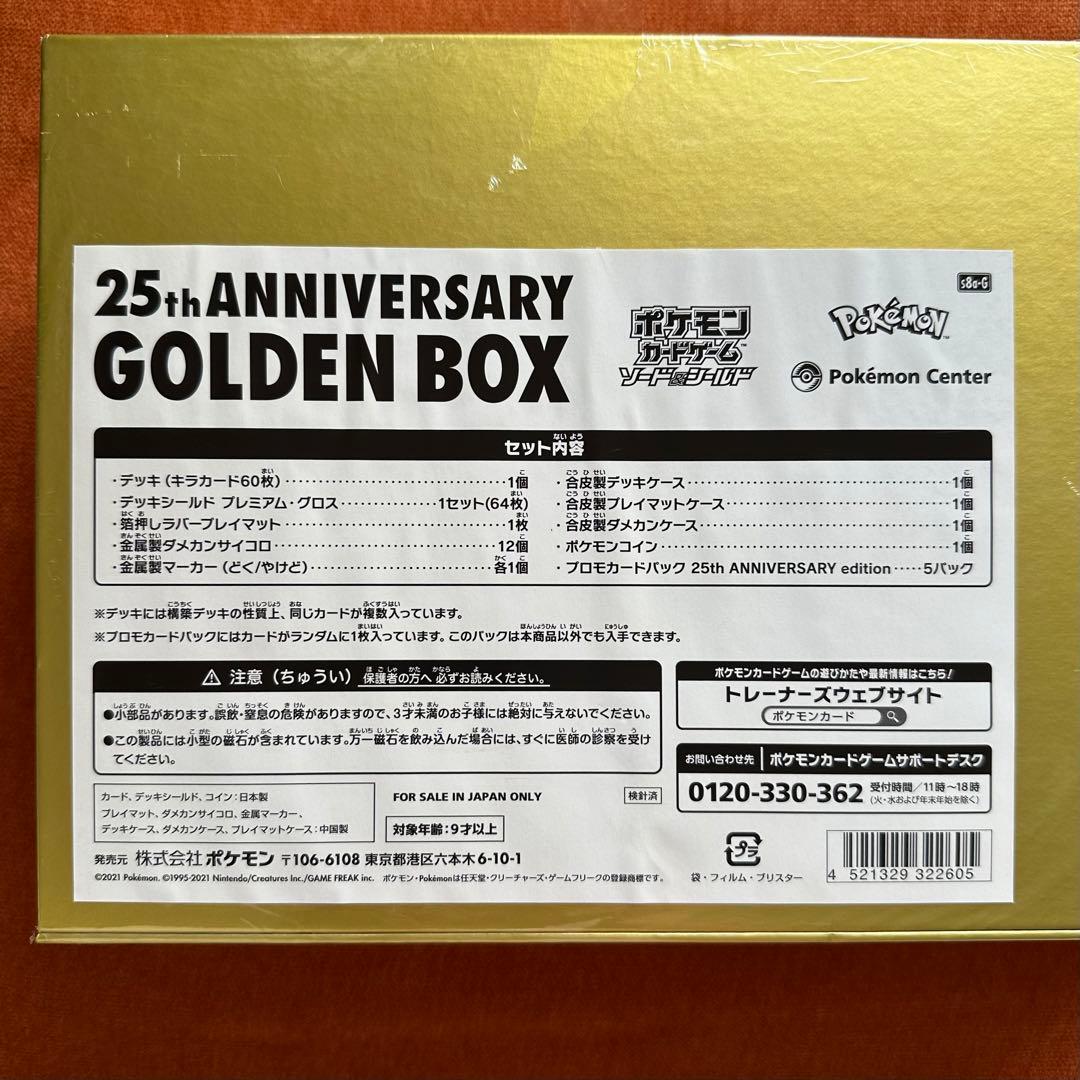 25th ANNIVERSARY
GOLDEN BOX
ポケモン
カードゲーム
ソード&シールド
s8a-G
POKéMON
Pokémon Center
セット内容
・デッキ (キラカード60枚) ‥‥‥‥ 1個
・デッキシールド プレミアム・グロス ‥‥‥‥ 1セット(64枚)
・箔押しラバープレイマット ‥‥‥‥ 1枚
・金属製ダメカンサイコロ ‥‥‥‥ 12個
・金属製マーカー (どく/やけど) ‥‥‥‥ 各1個
・合皮製デッキケース ‥‥‥‥ 1個
・合皮製プレイマットケース ‥‥‥‥ 1個
・合皮製ダメカンケース ‥‥‥‥ 1個
・ポケモンコイン ‥‥‥‥ 1個
・プロモカードパック 25th ANNIVERSARY edition ‥‥ 5パック
※デッキには構築デッキの性質上、同じカードが複数入っています。
※プロモカードパックにはカードがランダムに1枚入っています。このパックは本商品以外でも入手できます。
⚠ 注意 (ちゅうい) 保護者の方へ 必ずお読みください。
●小部品があります。誤飲・窒息の危険がありますので、3才未満のお子様には絶対に与えないでください。
●この製品には小型の磁石が含まれています。万一磁石を飲み込んだ場合には、すぐに医師の診察を受け
てください。
ポケモンカードゲームの遊びかたや最新情報はこちら!
トレーナーズウェブサイト
ポケモンカード
お問い合わせ先 ポケモンカードゲームサポートデスク
0120-330-362 受付時間/11時〜18時
(火・水および年末年始を除く)
カード、デッキシールド、コイン:日本製
プレイマット、ダメカンサイコロ、金属マーカー、
デッキケース、ダメカンケース、プレイマットケース:中国製
FOR SALE IN JAPAN ONLY
検針済
対象年齢:9才以上
発売元 株式会社ポケモン 〒106-6108 東京都港区六本木6-10-1
©2021 Pokémon. ©1995-2021 Nintendo/Creatures Inc./GAME FREAK inc. ポケモン・Pokémonは任天堂・クリーチャーズ・ゲームフリークの登録商標です。
プラ
袋・フィルム・ブリスター
4 521329 322605